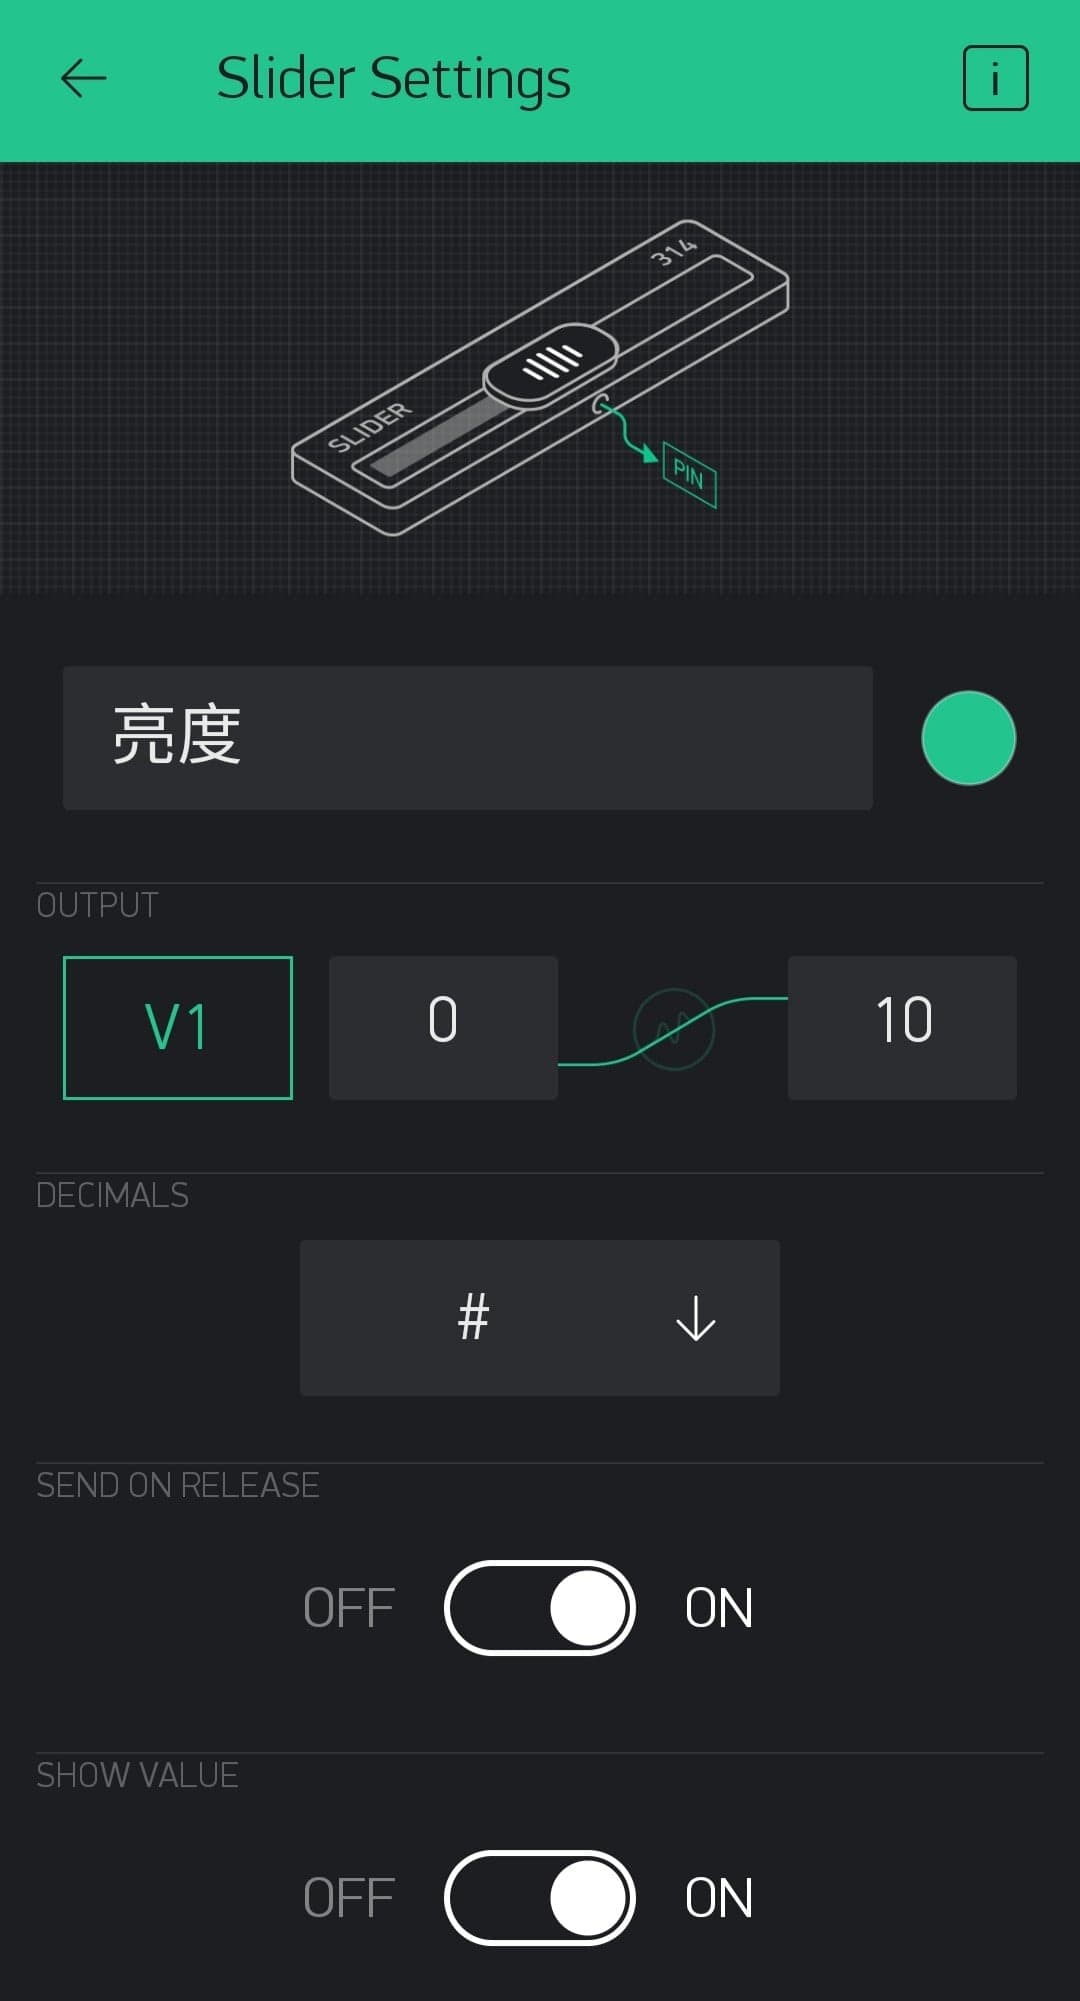 Slider Settings
i
314
SLIDER
PIN
亮度
OUTPUT
V1
0
10
DECIMALS
#
SEND ON RELEASE
OFF
ON
SHOW VALUE
OFF
ON